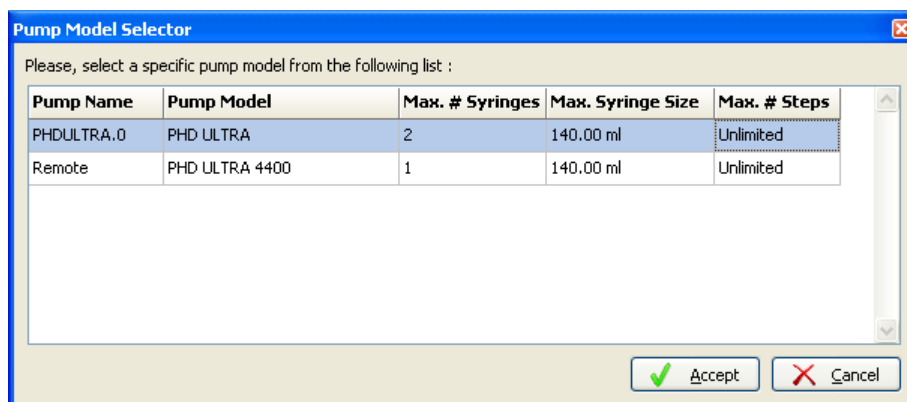 Pump Model Selector
Please, select a specific pump model from the following list :
Pump Name Pump Model Max. # Syringes Max. Syringe Size Max. # Steps
PHDULTRA.0 PHD ULTRA 2 140.00 ml Unlimited
Remote PHD ULTRA 4400 1 140.00 ml Unlimited
Accept Cancel